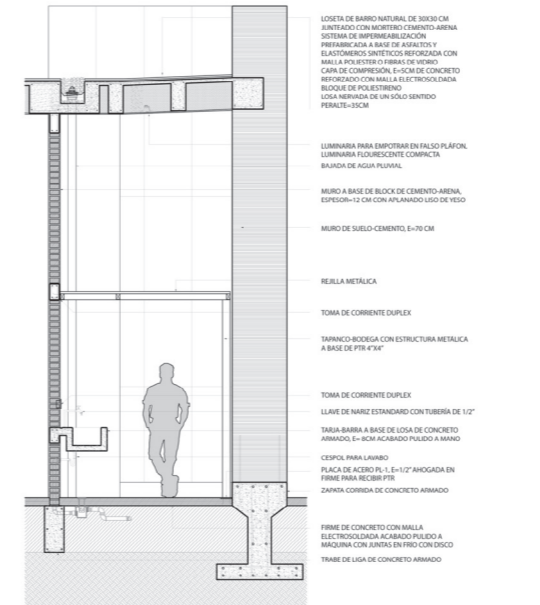 LOSETA DE BARRO NATURAL DE 30X30 CM
JUNTEADO CON MORTERO CEMENTO-ARENA
SISTEMA DE IMPERMEABILIZACIÓN
PREFABRICADA A BASE DE ASFALTOS Y
ELASTÓMEROS SINTÉTICOS REFORZADA CON
MALLA POLIESTER O FIBRAS DE VIDRIO
CAPA DE COMPRESIÓN, E=5CM DE CONCRETO
REFORZADO CON MALLA ELECTROSOLDADA
BLOQUE DE POLIESTIRENO
LOSA NERVADA DE UN SÓLO SENTIDO
PERALTE=35CM
LUMINARIA PARA EMPOTRAR EN FALSO PLÁFON,
LUMINARIA FLOURESCENTE COMPACTA
BAJADA DE AGUA PLUVIAL
MURO A BASE DE BLOCK DE CEMENTO-ARENA,
ESPESOR=12 CM CON APLANADO LISO DE YESO
MURO DE SUELO-CEMENTO, E=70 CM
REJILLA METÁLICA
TOMA DE CORRIENTE DUPLEX
TAPANCO-BODEGA CON ESTRUCTURA METÁLICA
A BASE DE PTR 4"X4"
TOMA DE CORRIENTE DUPLEX
LLAVE DE NARIZ ESTANDARD CON TUBERÍA DE 1/2"
TARJA-BARRA A BASE DE LOSA DE CONCRETO
ARMADO, E= 8CM ACABADO PULIDO A MANO
CESPOL PARA LAVABO
PLACA DE ACERO PL-1, E=1/2" AHOGADA EN
FIRME PARA RECIBIR PTR
ZAPATA CORRIDA DE CONCRETO ARMADO
FIRME DE CONCRETO CON MALLA
ELECTROSOLDADA ACABADO PULIDO A
MÁQUINA CON JUNTAS EN FRÍO CON DISCO
TRABE DE LIGA DE CONCRETO ARMADO